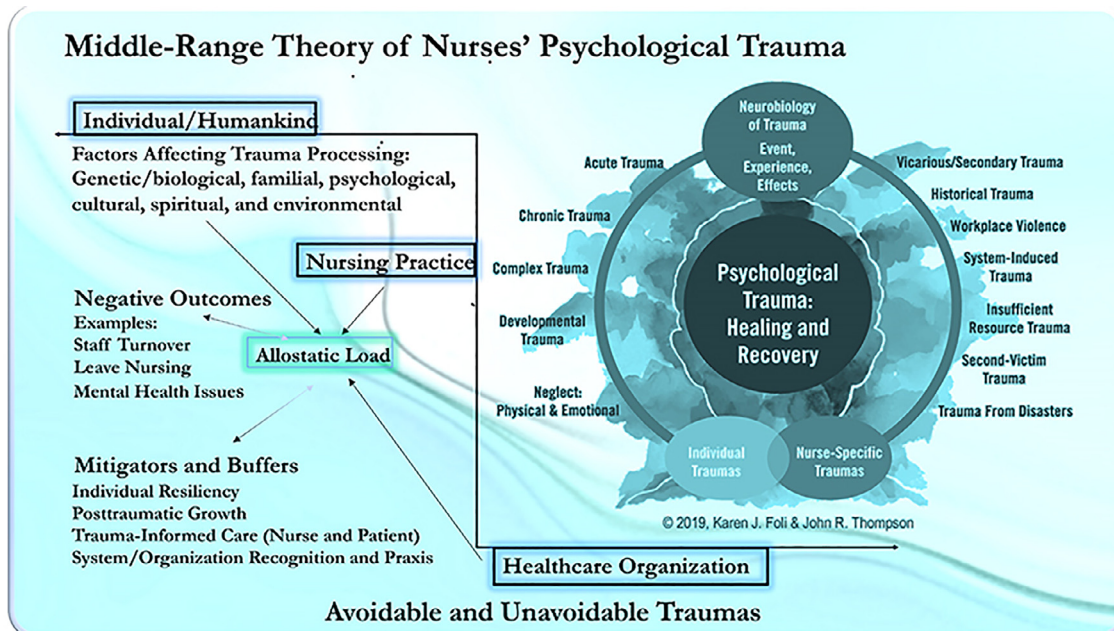 Middle-Range Theory of Nurses' Psychological Trauma
Individual/Humankind
Factors Affecting Trauma Processing:
Genetic/biological, familial, psychological,
cultural, spiritual, and environmental
Nursing Practice
Negative Outcomes
Examples:
Staff Turnover
Leave Nursing
Mental Health Issues
Allostatic Load
Mitigators and Buffers
Individual Resiliency
Posttraumatic Growth
Trauma-Informed Care (Nurse and Patient)
System/Organization Recognition and Praxis
Neurobiology
of Trauma
Event,
Experience,
Effects
Acute Trauma
Chronic Trauma
Complex Trauma
Developmental
Trauma
Neglect:
Physical & Emotional
Psychological
Trauma:
Healing and
Recovery
Vicarious/Secondary Trauma
Historical Trauma
Workplace Violence
System-Induced
Trauma
Insufficient
Resource Trauma
Second-Victim
Trauma
Trauma From Disasters
Individual
Traumas
Nurse-Specific
Traumas
© 2019, Karen J. Foli & John R. Thompson
Healthcare Organization
Avoidable and Unavoidable Traumas